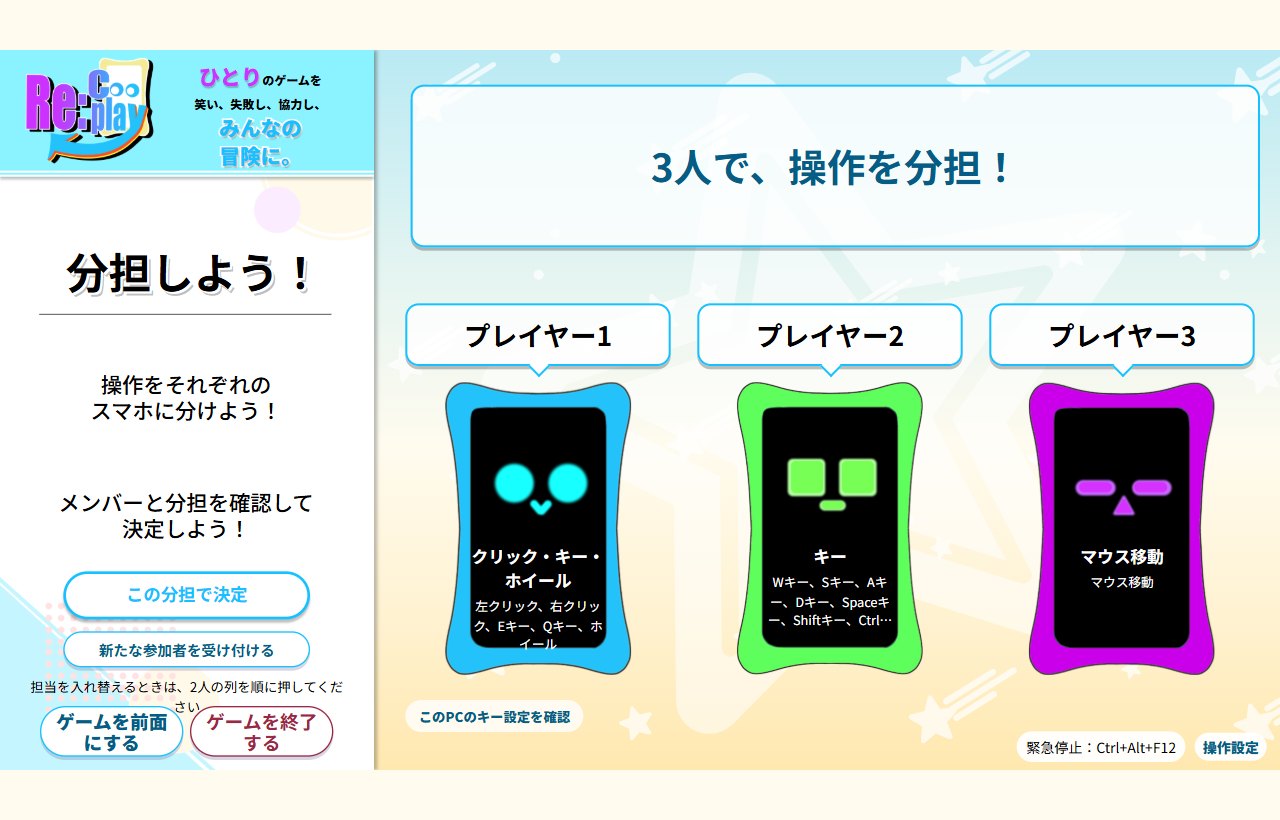 Re:Coo
play
ひとりのゲームを
笑い、失敗し、協力し、
みんなの
冒険に。
分担しよう！
操作をそれぞれの
スマホに分けよう！
メンバーと分担を確認して
決定しよう！
この分担で決定
新たな参加者を受け付ける
担当を入れ替えるときは、2人の列を順に押してくだ
さい
ゲームを前面
にする
ゲームを終了
する
3人で、操作を分担！
プレイヤー1
クリック・キー・
ホイール
左クリック、右クリッ
ク、Eキー、Qキー、ホ
イール
プレイヤー2
キー
Wキー、Sキー、Aキ
ー、Dキー、Spaceキ
ー、Shiftキー、Ctrl…
プレイヤー3
マウス移動
マウス移動
このPCのキー設定を確認
緊急停止：Ctrl+Alt+F12
操作設定